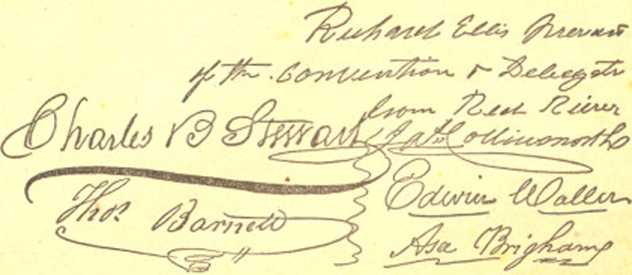 Richard Ellis President
of the Convention & Delegate
from Red River
Charles B Stewart
Jas Collinsworth
Edwin Waller
Thos Barnett
Asa Brigham